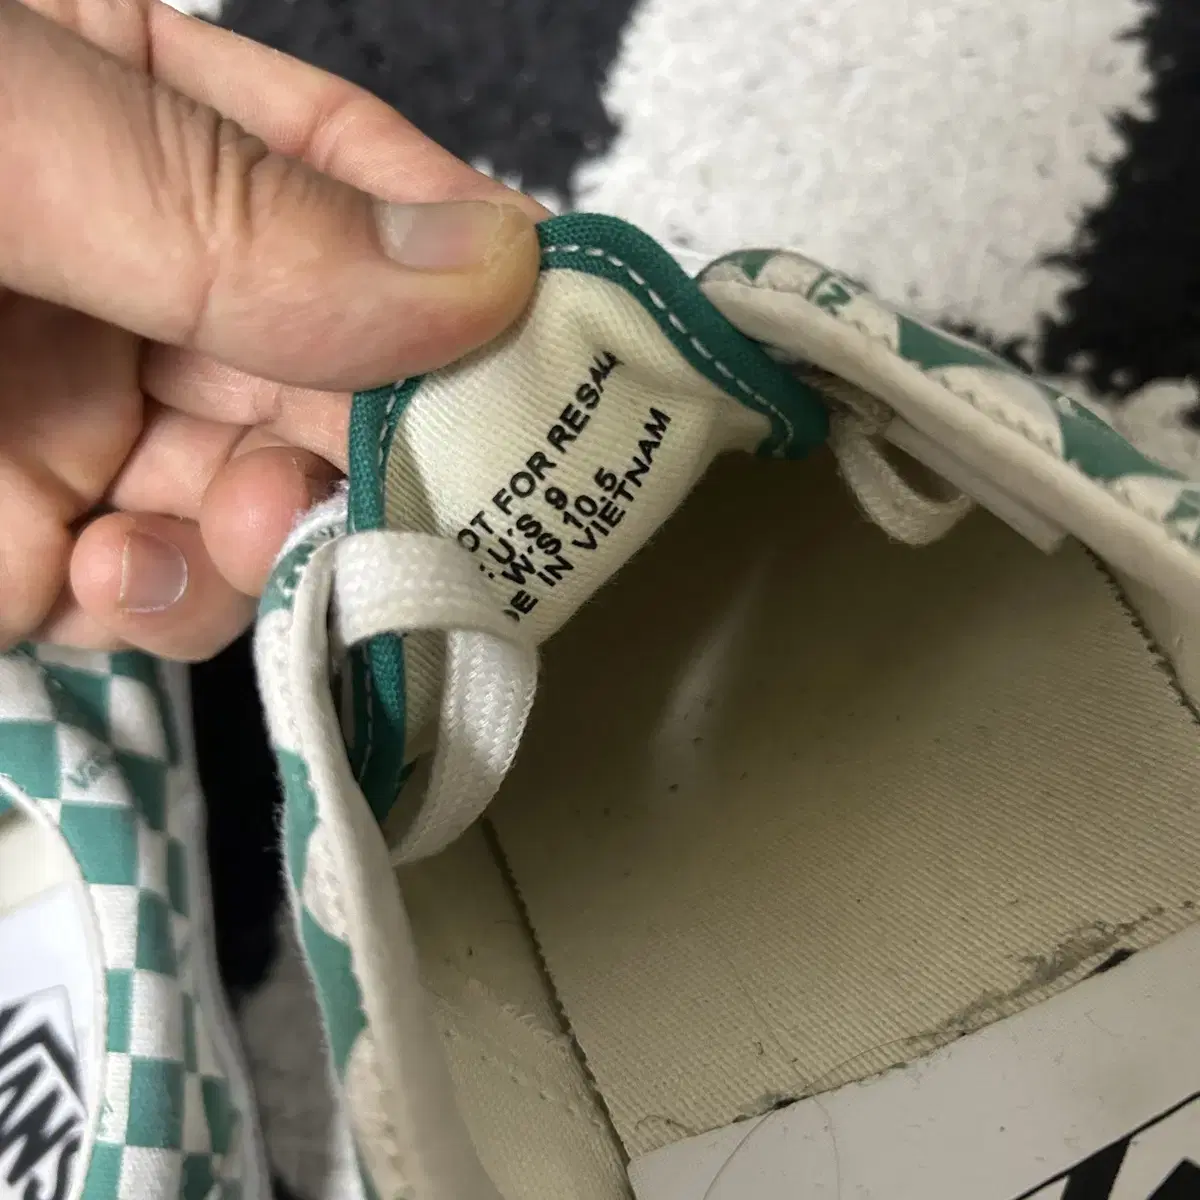 OT FOR RESAL
U'S 9
W'S 10.5
DE IN VIETNAM
VANS